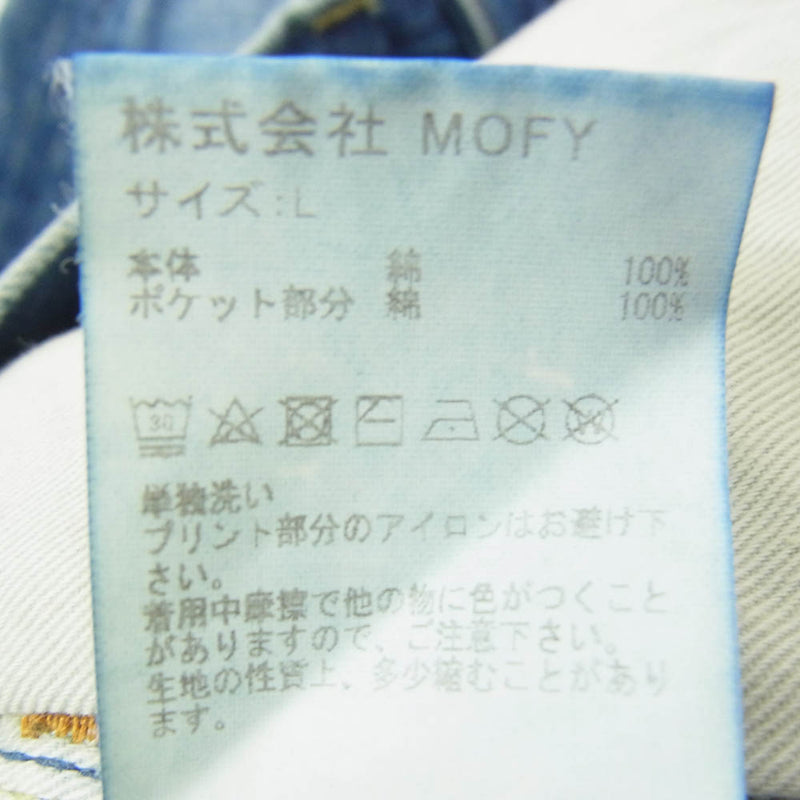 株式会社 MOFY
サイズ:L
本体 綿 100%
ポケット部分 綿 100%
30
W
単独洗い
プリント部分のアイロンはお避け下
さい。
着用中摩擦で他の物に色がつくこと
がありますので、ご注意下さい。
生地の性質上、多少縮むことがあり
ます。